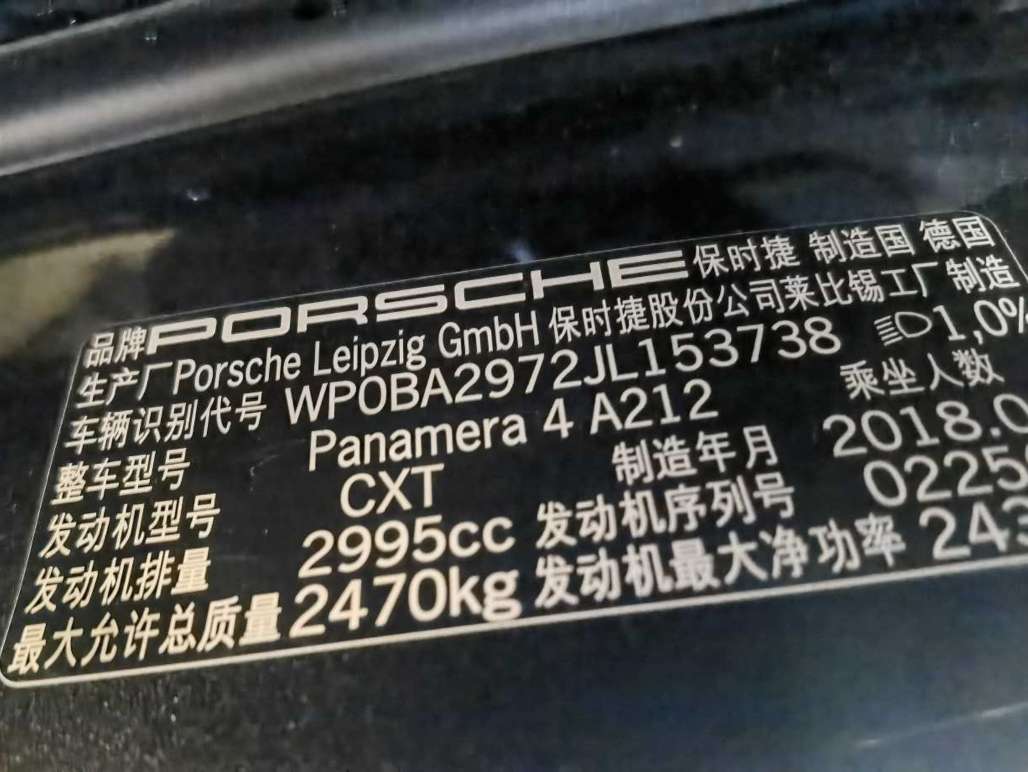 品牌 PORSCHE 保时捷 制造国 德国
生产厂 Porsche Leipzig GmbH 保时捷股份公司莱比锡工厂制造
车辆识别代号 WP0BA2972JL153738 1,0%
整车型号 Panamera 4 A212 乘坐人数
发动机型号 CXT 制造年月 2018.0
发动机排量 2995cc 发动机序列号 0225
最大允许总质量 2470kg 发动机最大净功率 243